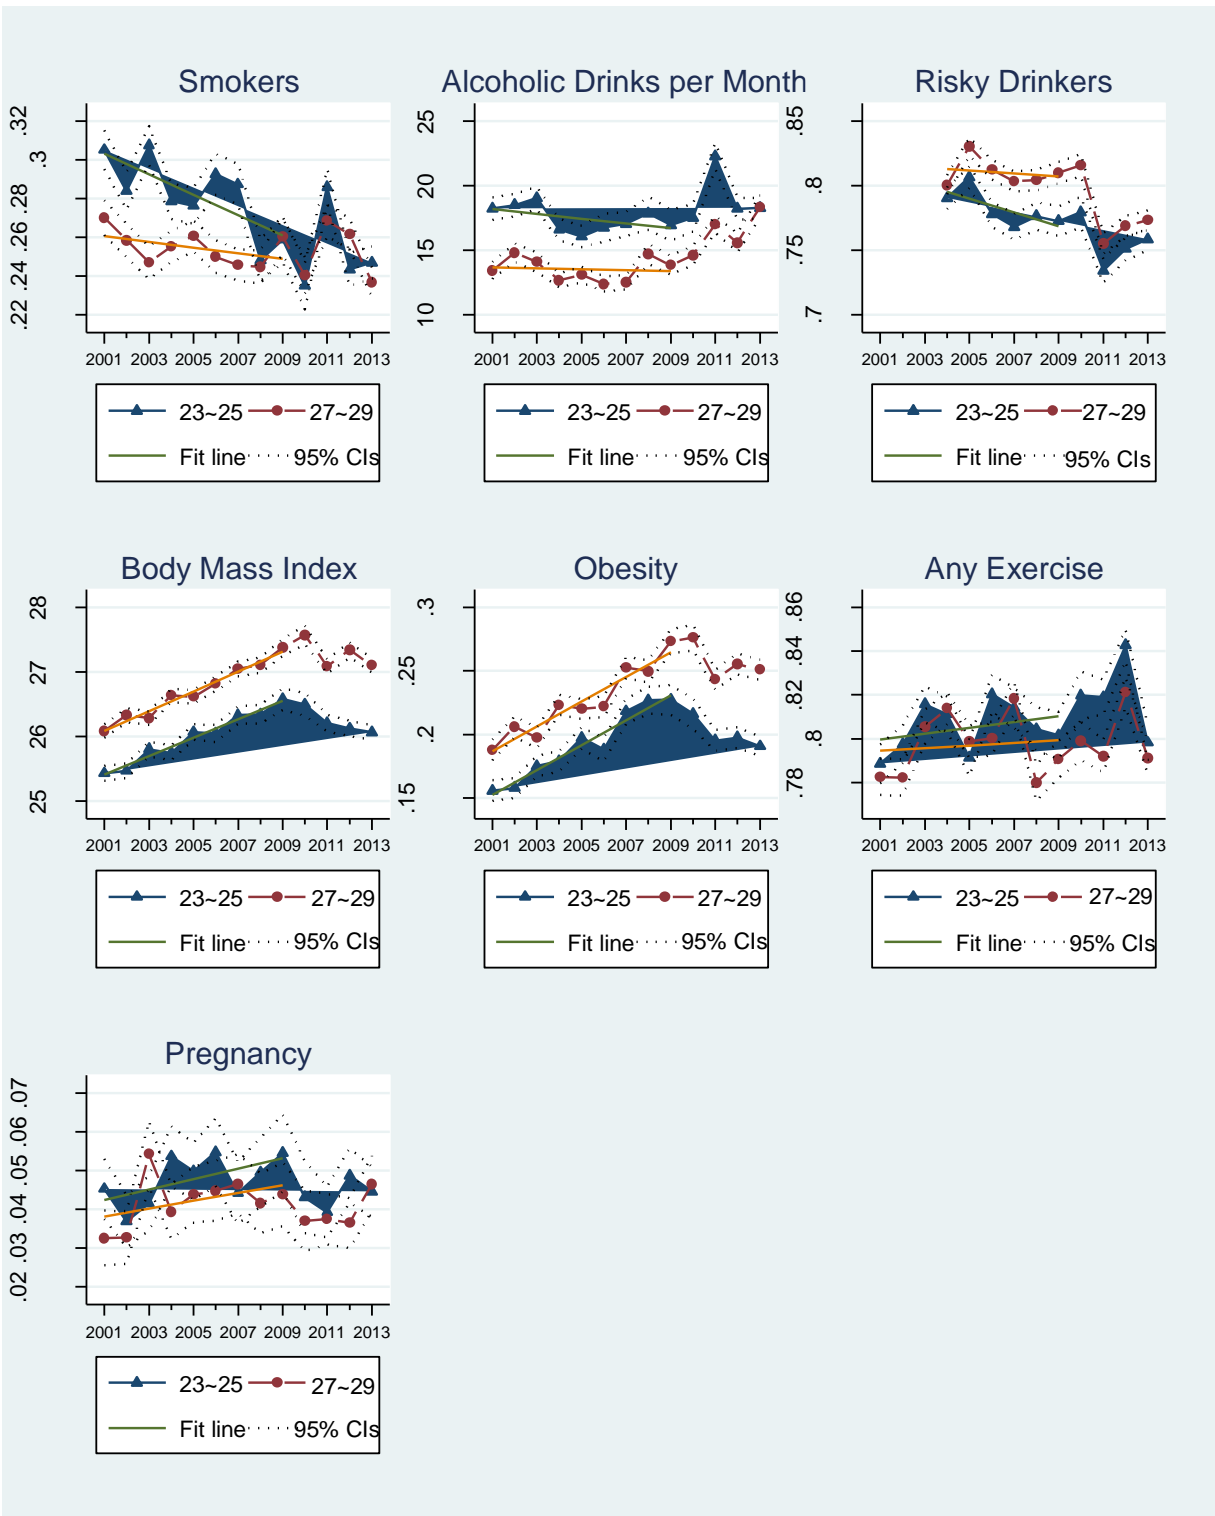 Smokers
.32
.3
.28
.26
.24
.22
2001 2003 2005 2007 2009 2011 2013
23~25 27~29
Fit line 95% CIs
Alcoholic Drinks per Month
25
20
15
10
2001 2003 2005 2007 2009 2011 2013
23~25 27~29
Fit line 95% CIs
Risky Drinkers
.85
.8
.75
.7
2001 2003 2005 2007 2009 2011 2013
23~25 27~29
Fit line 95% CIs
Body Mass Index
28
27
26
25
2001 2003 2005 2007 2009 2011 2013
23~25 27~29
Fit line 95% CIs
Obesity
.3
.25
.2
.15
2001 2003 2005 2007 2009 2011 2013
23~25 27~29
Fit line 95% CIs
Any Exercise
.86
.84
.82
.8
.78
2001 2003 2005 2007 2009 2011 2013
23~25 27~29
Fit line 95% CIs
Pregnancy
.07
.06
.05
.04
.03
.02
2001 2003 2005 2007 2009 2011 2013
23~25 27~29
Fit line 95% CIs